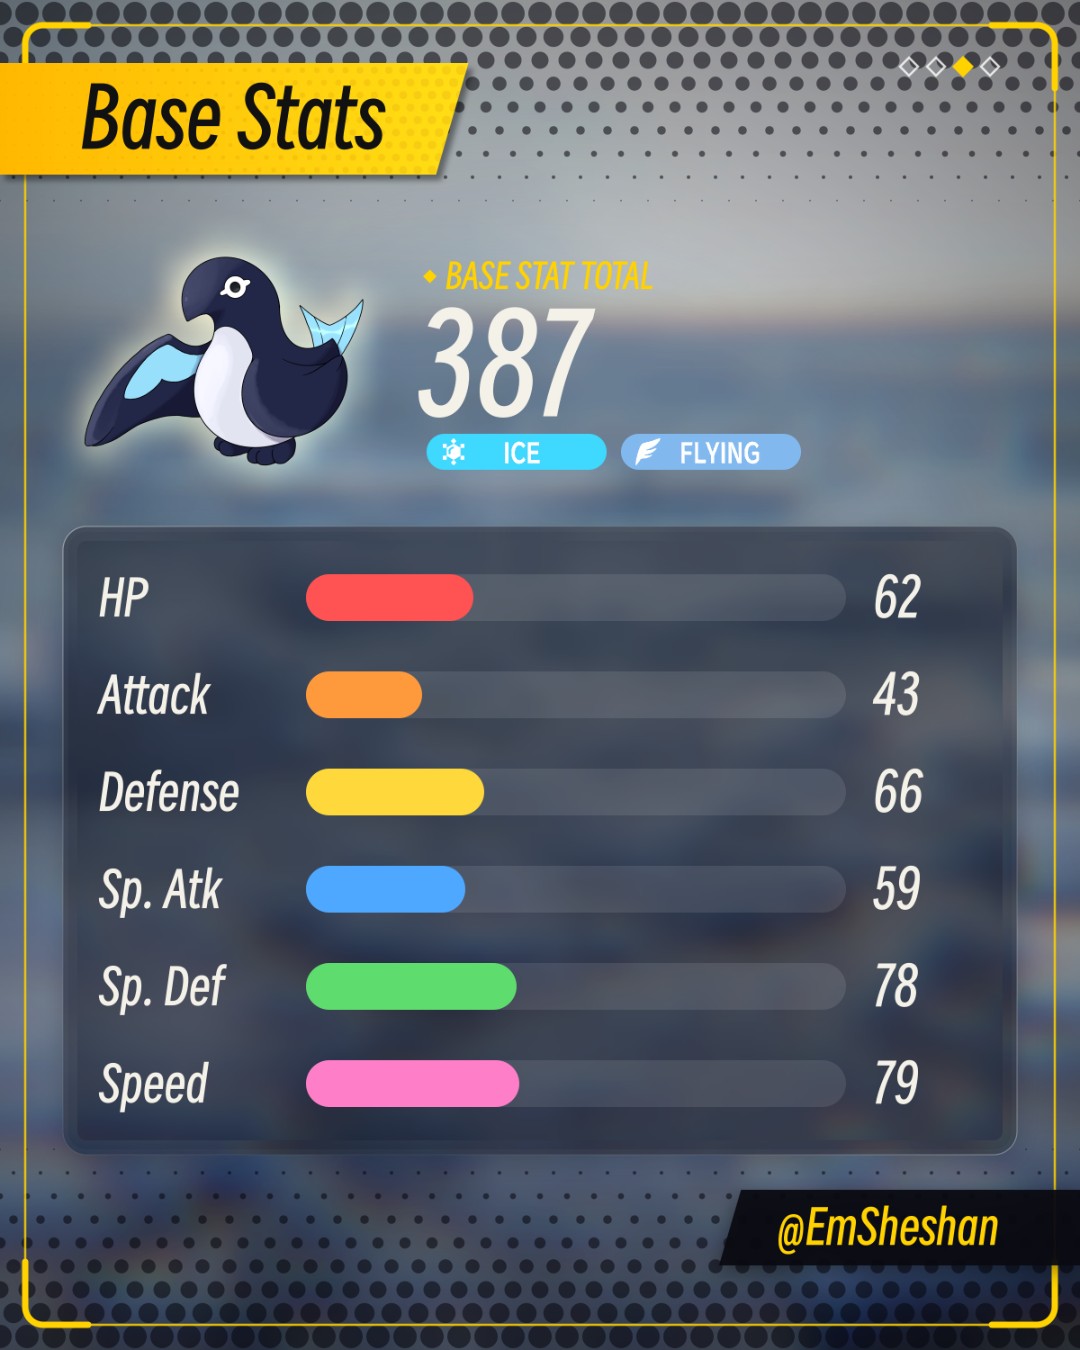 Base Stats
BASE STAT TOTAL
387
ICE FLYING
HP 62
Attack 43
Defense 66
Sp. Atk 59
Sp. Def 78
Speed 79
@EmSheshan